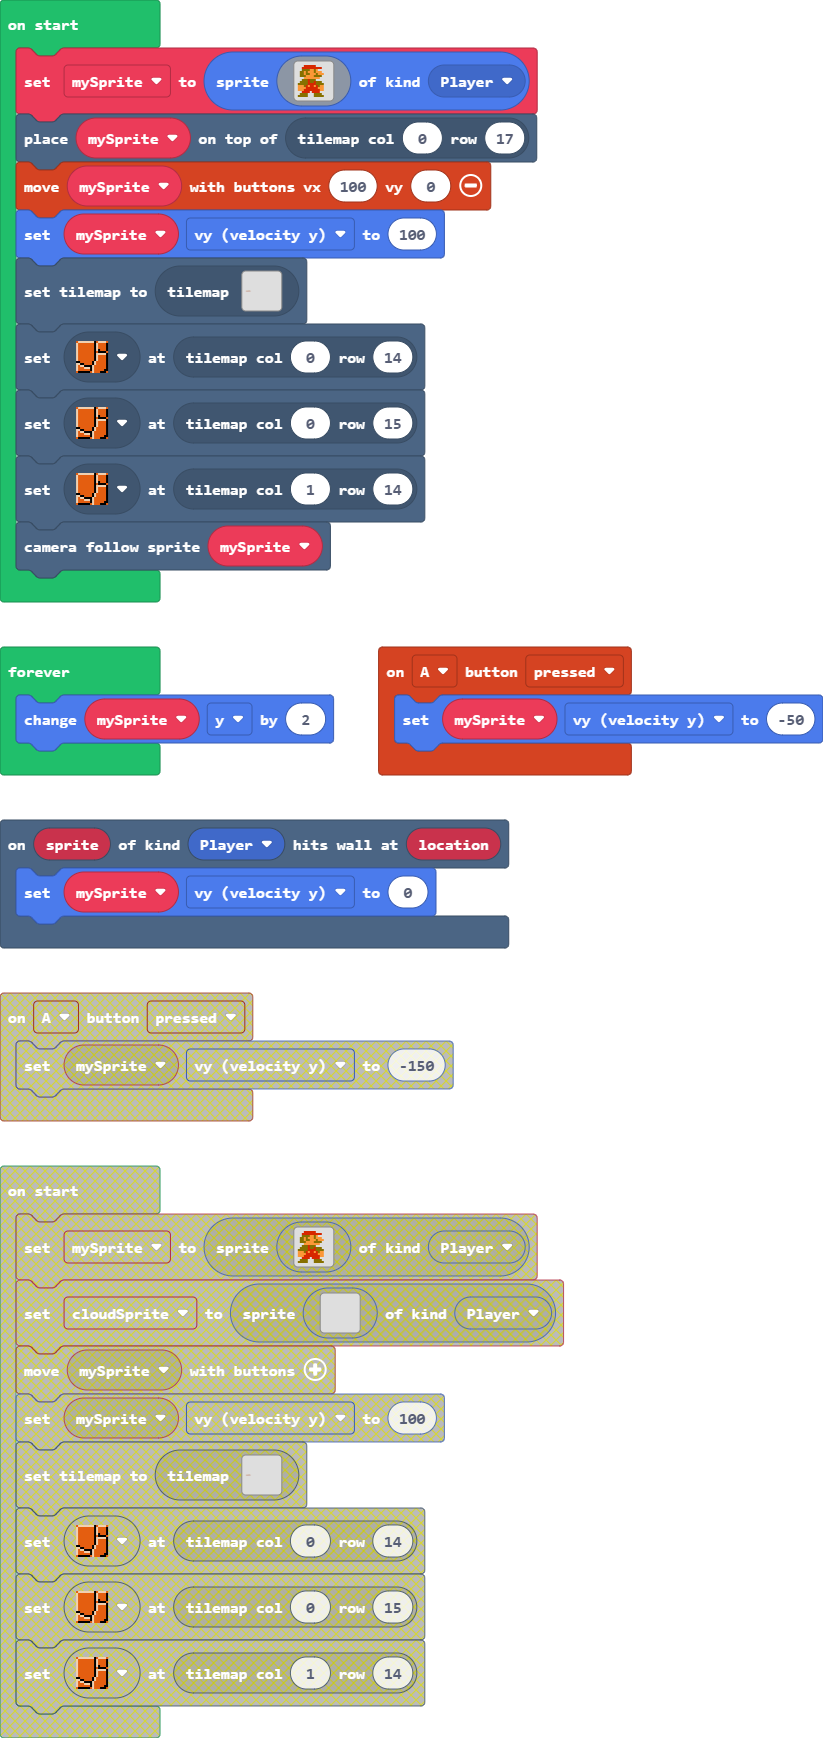 on start
set mySprite to sprite of kind Player
place mySprite on top of tilemap col 0 row 17
move mySprite with buttons vx 100 vy 0
set mySprite vy (velocity y) to 100
set tilemap to tilemap
set at tilemap col 0 row 14
set at tilemap col 0 row 15
set at tilemap col 1 row 14
camera follow sprite mySprite
forever
change mySprite y by 2
on A button pressed
set mySprite vy (velocity y) to -50
on sprite of kind Player hits wall at location
set mySprite vy (velocity y) to 0
on A button pressed
set mySprite vy (velocity y) to -150
on start
set mySprite to sprite of kind Player
set cloudSprite to sprite of kind Player
move mySprite with buttons
set mySprite vy (velocity y) to 100
set tilemap to tilemap
set at tilemap col 0 row 14
set at tilemap col 0 row 15
set at tilemap col 1 row 14